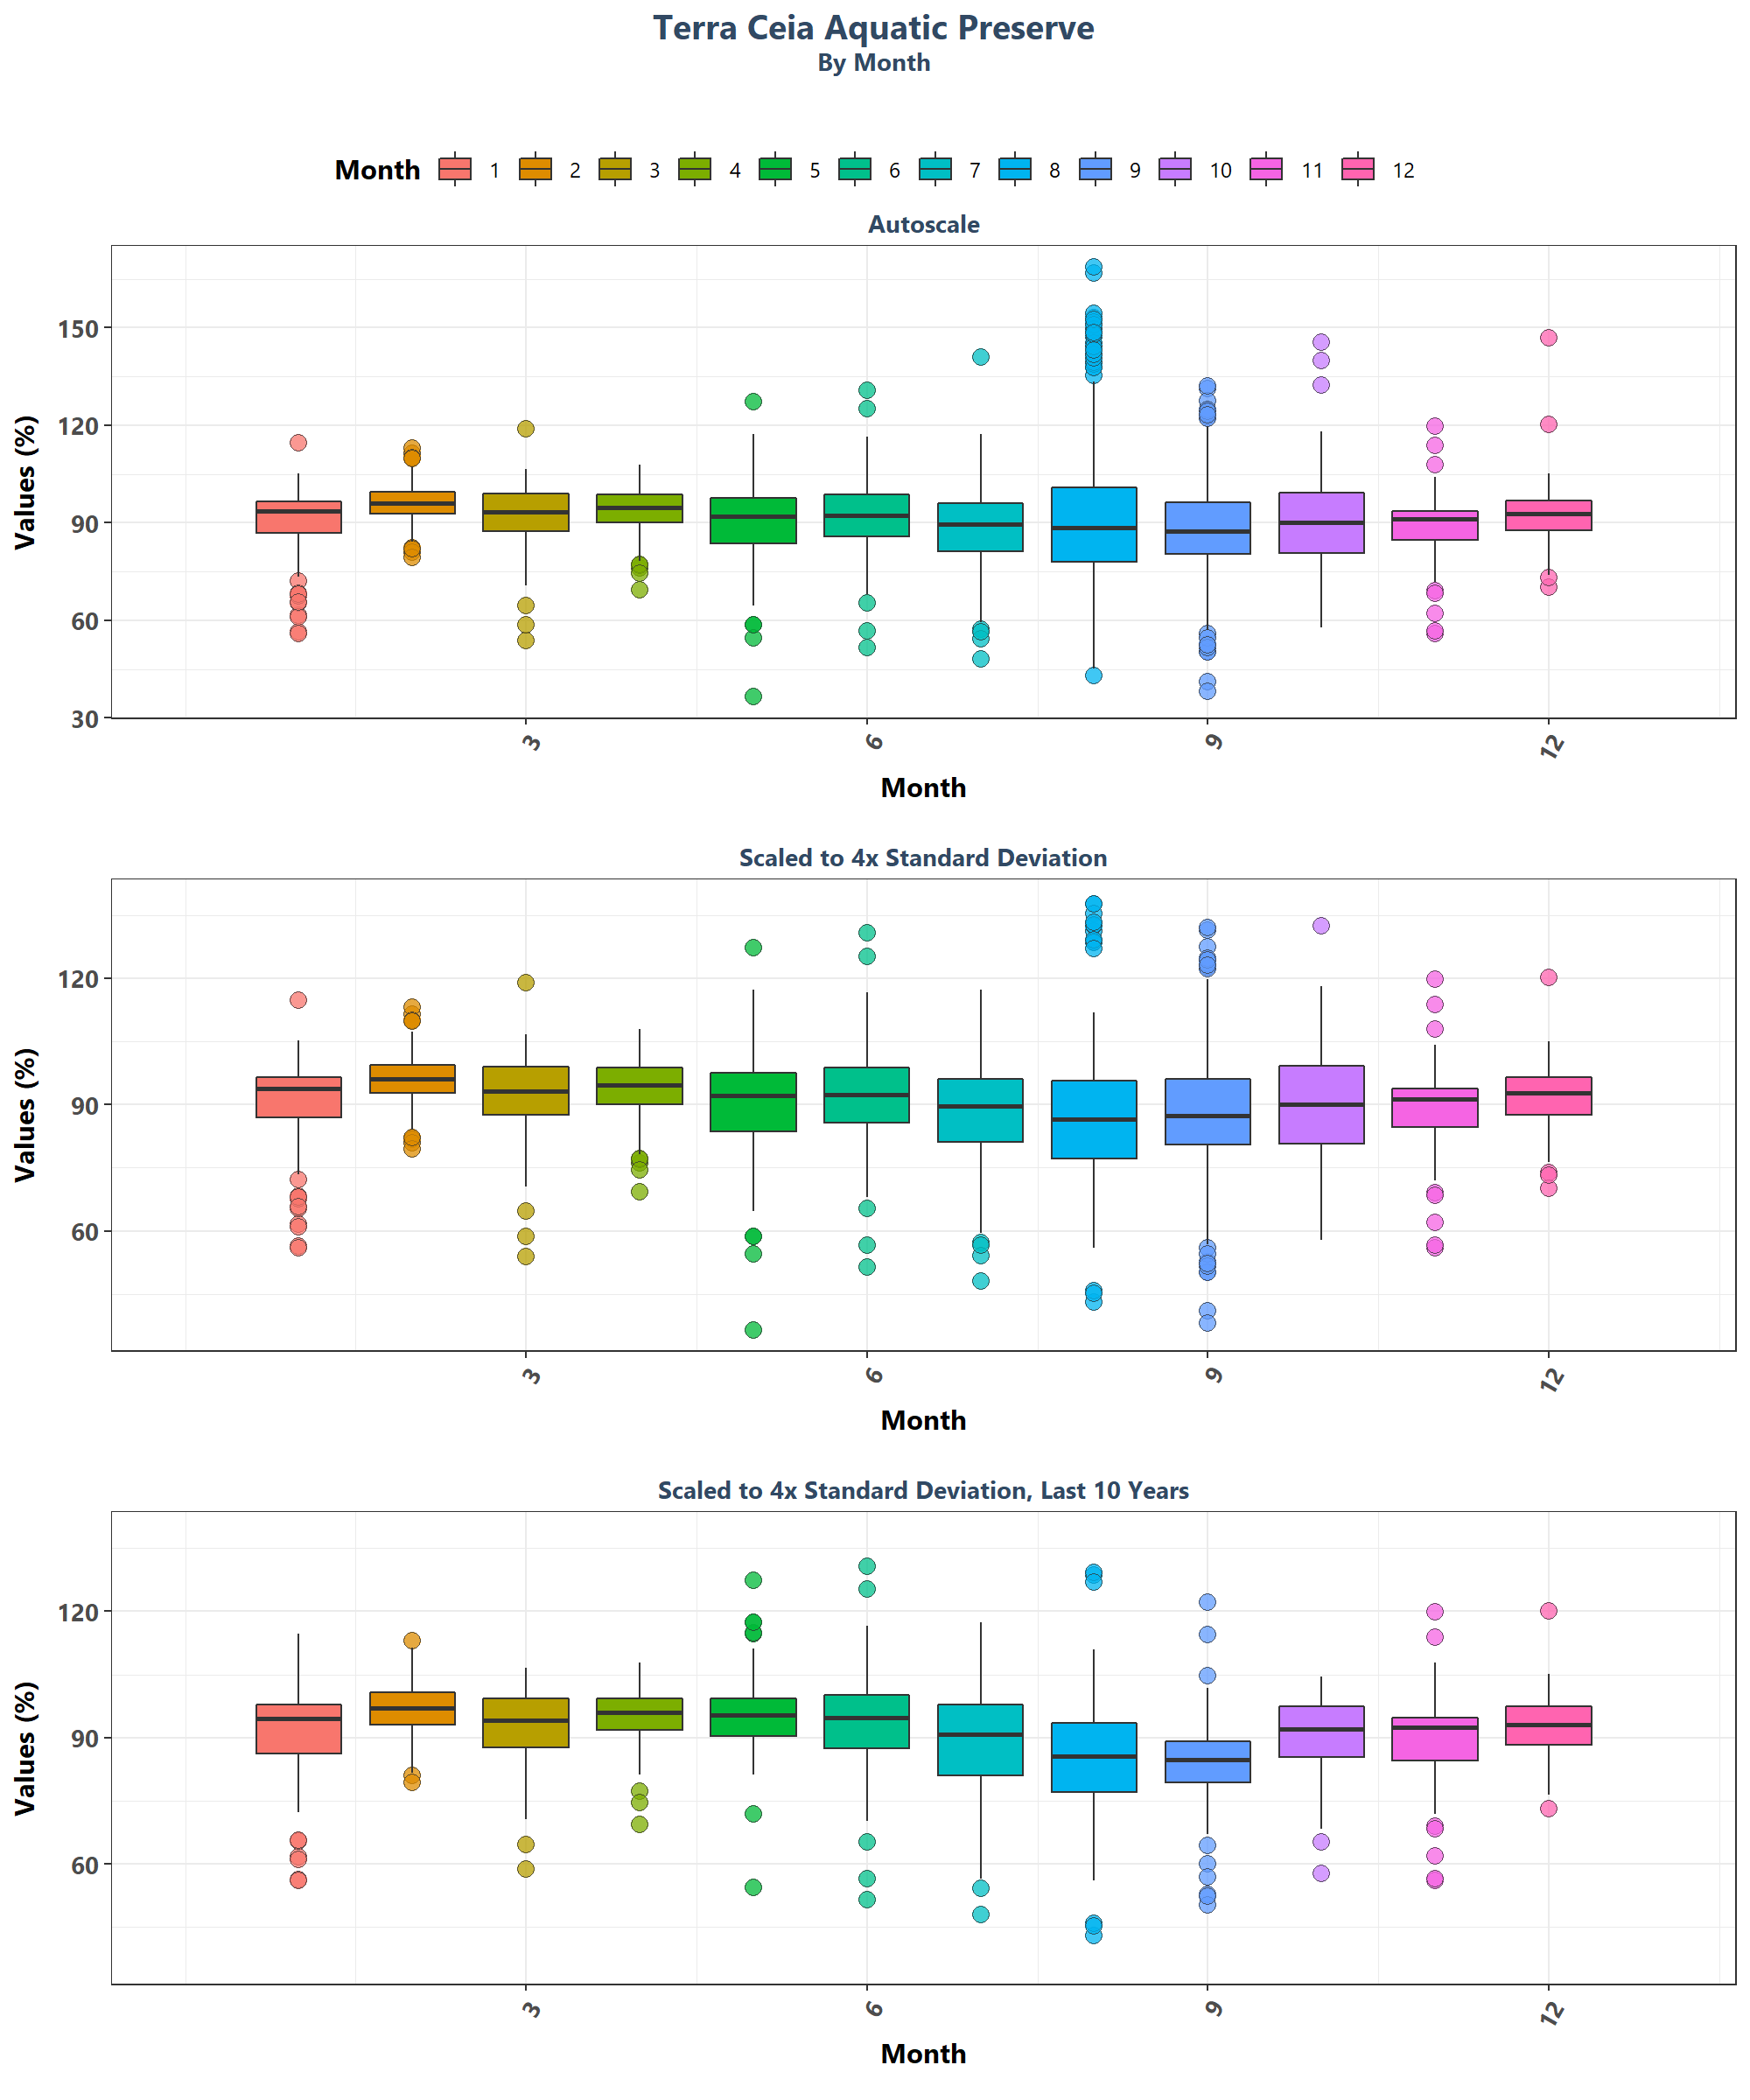 Terra Ceia Aquatic Preserve
By Month
Month 1 2 3 4 5 6 7 8 9 10 11 12
Autoscale
Values (%)
150
120
90
60
30
3 6 9 12
Month
Scaled to 4x Standard Deviation
Values (%)
120
90
60
3 6 9 12
Month
Scaled to 4x Standard Deviation, Last 10 Years
Values (%)
120
90
60
3 6 9 12
Month